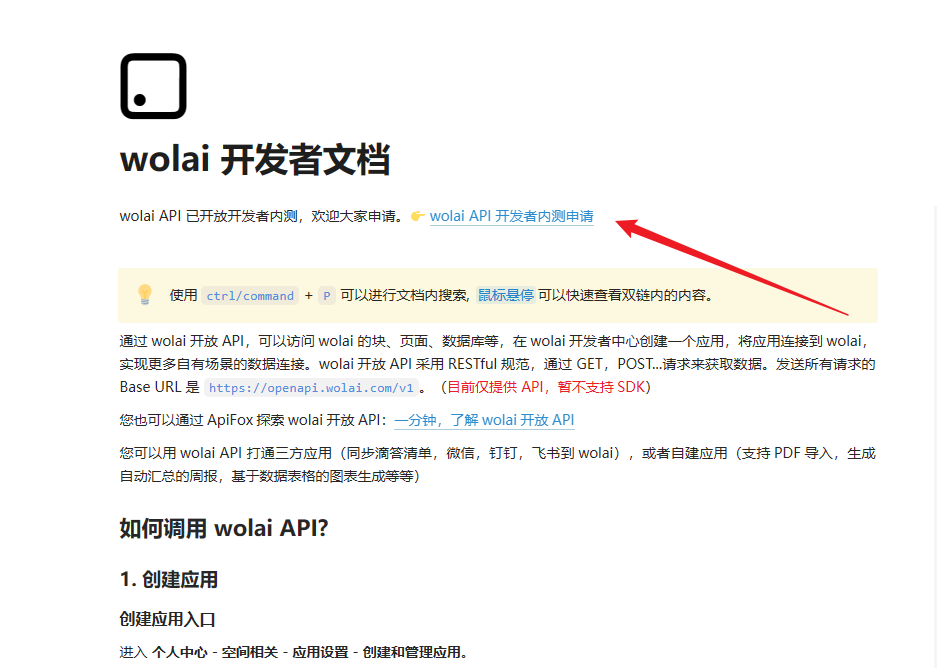 wolai 开发者文档
wolai API 已开放开发者内测，欢迎大家申请。👉 wolai API 开发者内测申请
使用 ctrl/command + P 可以进行文档内搜索, 鼠标悬停 可以快速查看双链内的内容。
通过 wolai 开放 API，可以访问 wolai 的块、页面、数据库等，在 wolai 开发者中心创建一个应用，将应用连接到 wolai，
实现更多自有场景的数据连接。wolai 开放 API 采用 RESTful 规范，通过 GET，POST...请求来获取数据。发送所有请求的
Base URL 是 https://openapi.wolai.com/v1 。（目前仅提供 API，暂不支持 SDK）
您也可以通过 ApiFox 探索 wolai 开放 API：一分钟，了解 wolai 开放 API
您可以用 wolai API 打通三方应用（同步滴答清单，微信，钉钉，飞书到 wolai），或者自建应用（支持 PDF 导入，生成
自动汇总的周报，基于数据表格的图表生成等等）
如何调用 wolai API?
1. 创建应用
创建应用入口
进入 个人中心 - 空间相关 - 应用设置 - 创建和管理应用。